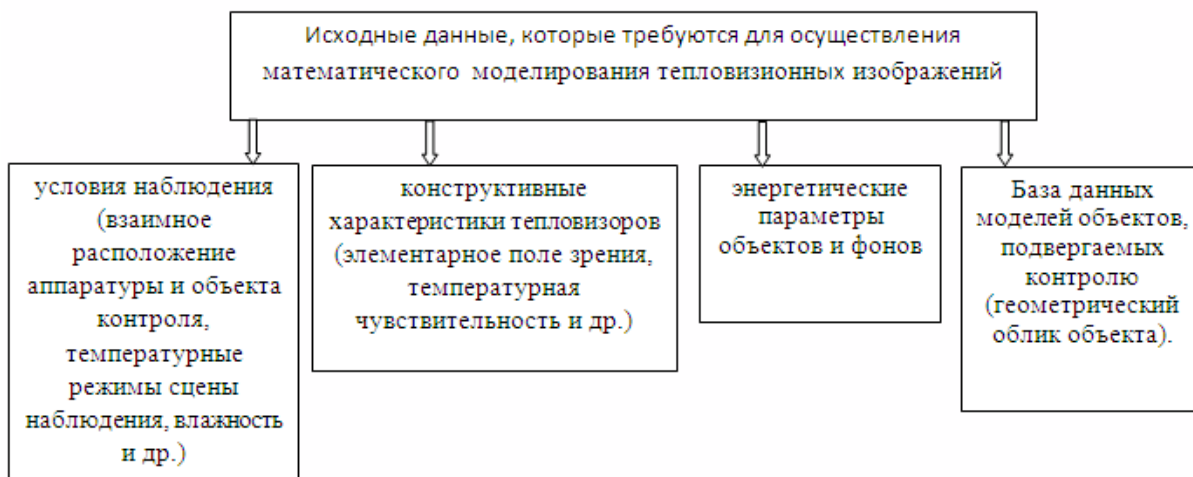 Исходные данные, которые требуются для осуществления
математического моделирования тепловизионных изображений
условия наблюдения
(взаимное
расположение
аппаратуры и объекта
контроля,
температурные
режимы сцены
наблюдения, влажность
и др.)
конструктивные
характеристики тепловизоров
(элементарное поле зрения,
температурная
чувствительность и др.)
энергетические
параметры
объектов и фонов
База данных
моделей объектов,
подвергаемых
контролю
(геометрический
облик объекта).